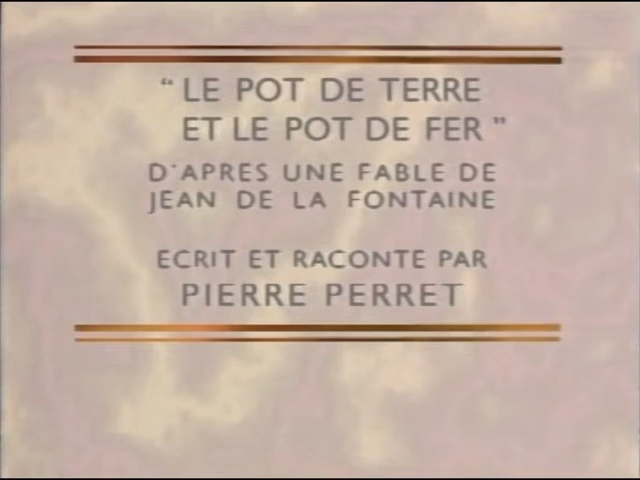 “ LE POT DE TERRE
ET LE POT DE FER ”
D'APRES UNE FABLE DE
JEAN DE LA FONTAINE
ECRIT ET RACONTE PAR
PIERRE PERRET